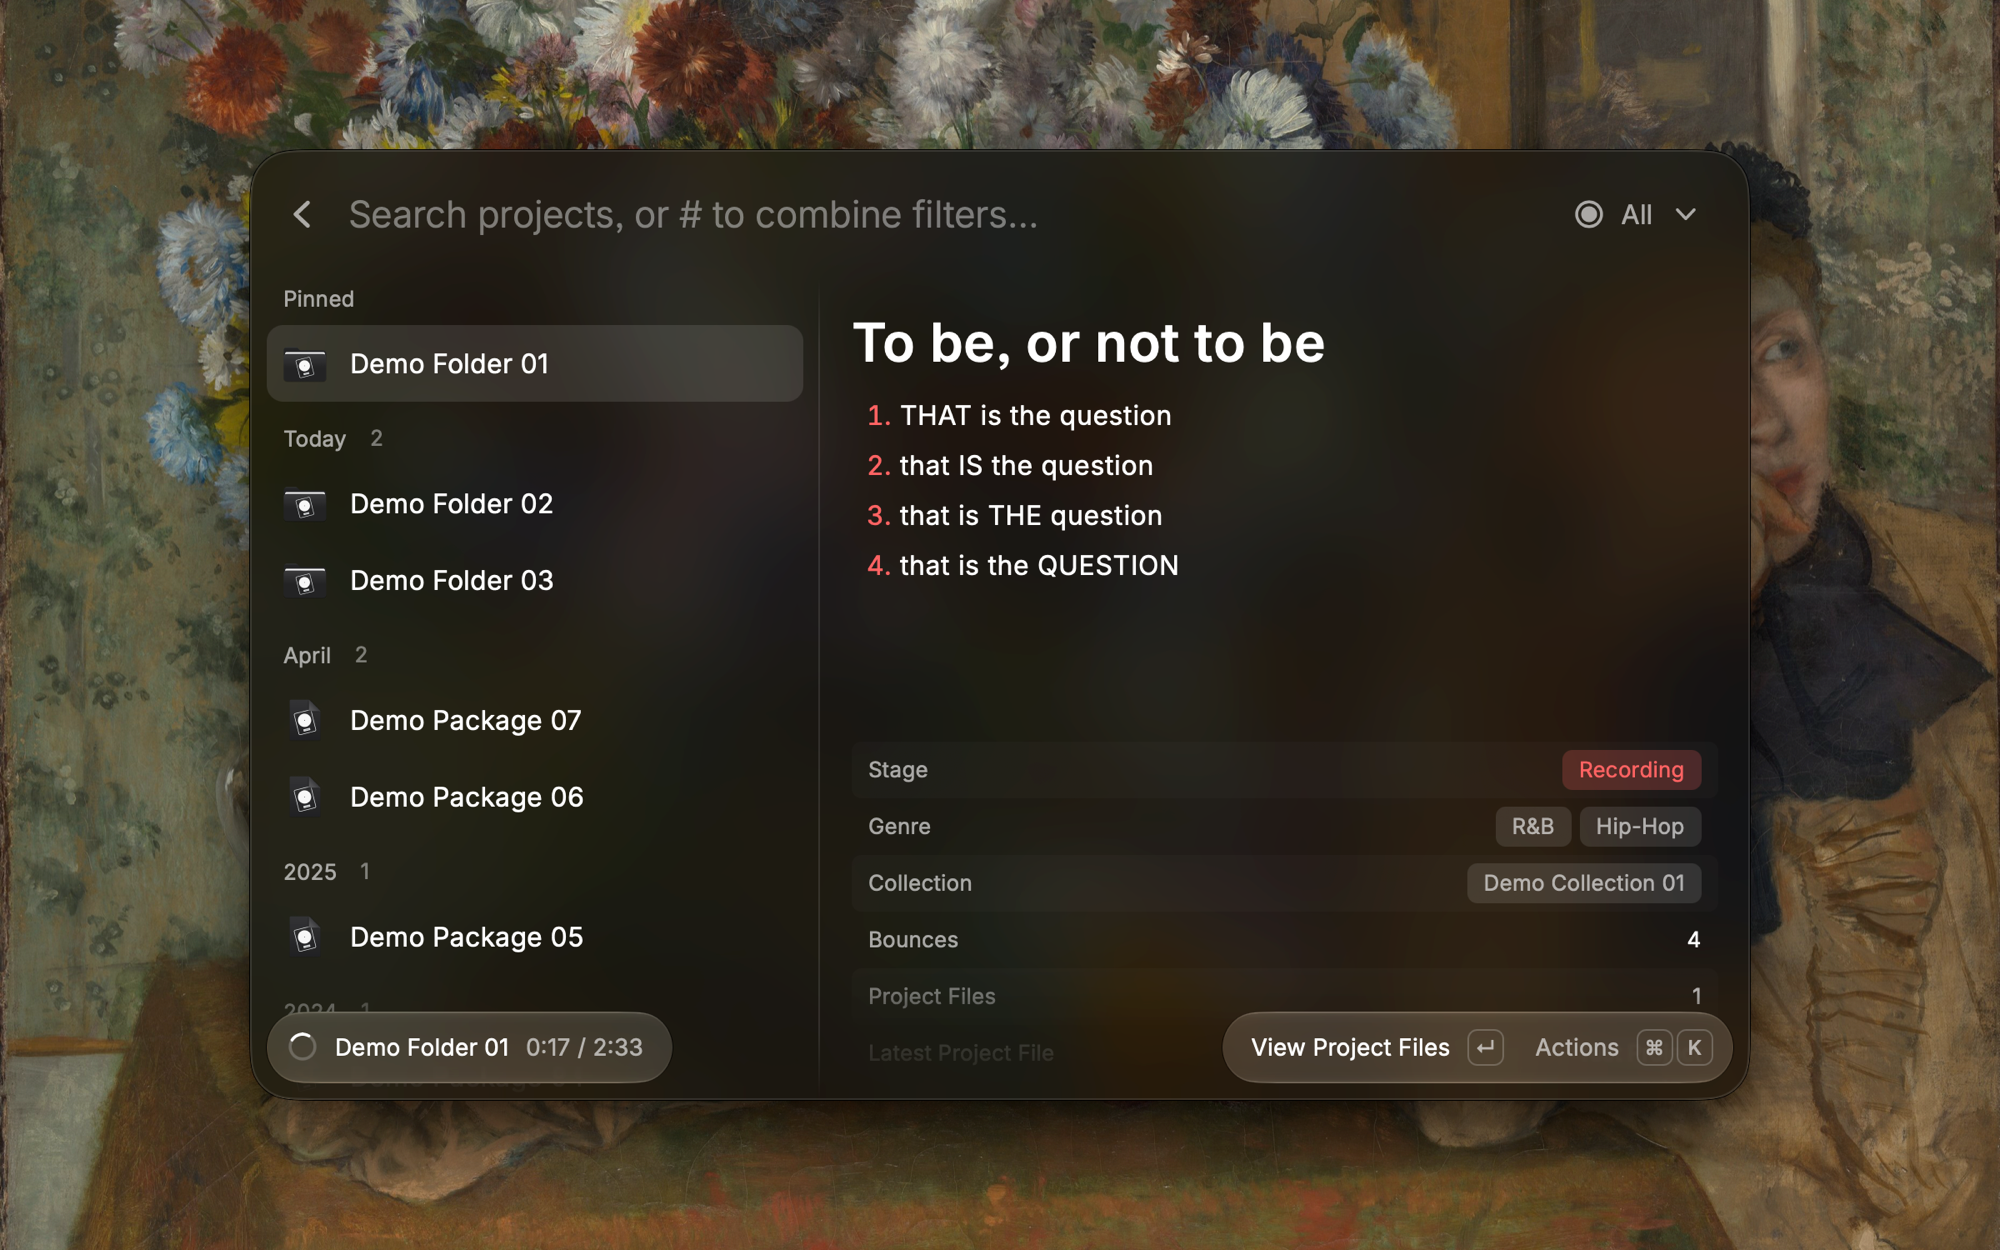 Search projects, or # to combine filters...
All
Pinned
Demo Folder 01
Today 2
Demo Folder 02
Demo Folder 03
April 2
Demo Package 07
Demo Package 06
2025 1
Demo Package 05
2024 1
Demo Folder 01 0:17 / 2:33
To be, or not to be
1. THAT is the question
2. that IS the question
3. that is THE question
4. that is the QUESTION
Stage Recording
Genre R&B Hip-Hop
Collection Demo Collection 01
Bounces 4
Project Files 1
Latest Project File
View Project Files ↵ Actions ⌘ K